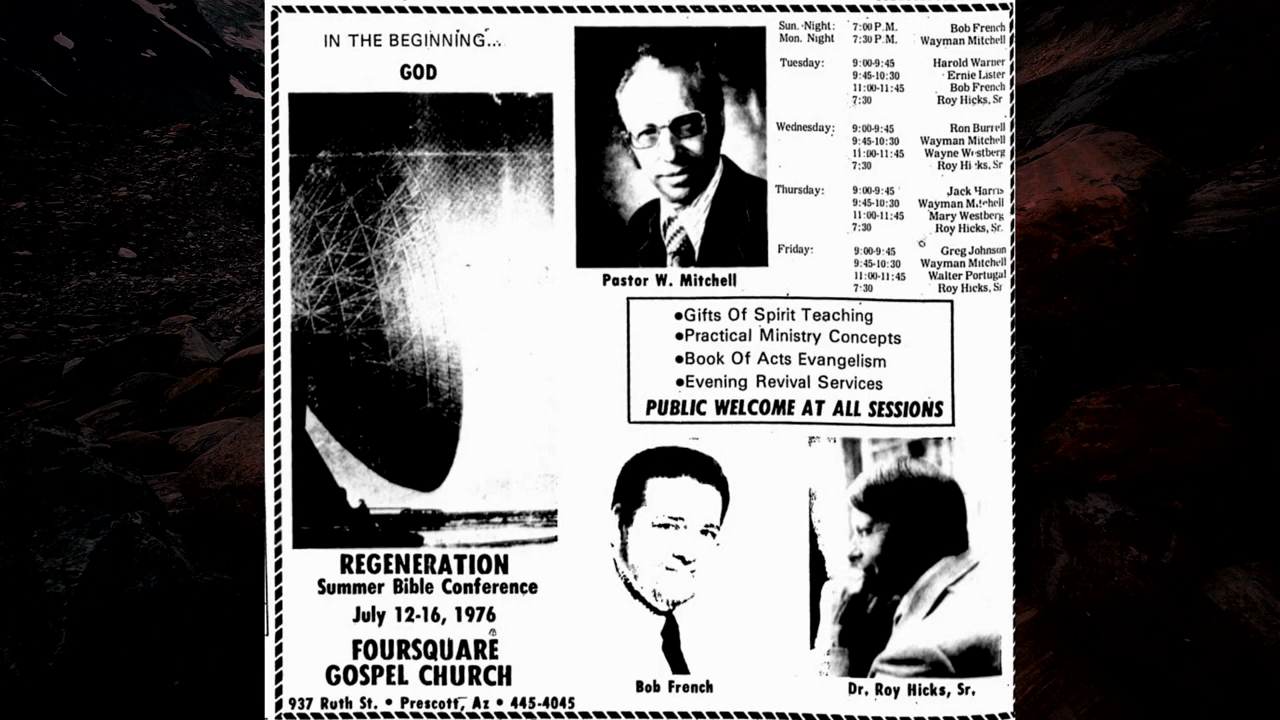 IN THE BEGINNING...
GOD
REGENERATION
Summer Bible Conference
July 12-16, 1976
FOURSQUARE
GOSPEL CHURCH
937 Ruth St. • Prescott, Az • 445-4045
Pastor W. Mitchell
Sun. Night: 7:00 P.M. Bob French
Mon. Night 7:30 P.M. Wayman Mitchell
Tuesday: 9:00-9:45 Harold Warner
9:45-10:30 Ernie Lister
11:00-11:45 Bob French
7:30 Roy Hicks, Sr
Wednesday: 9:00-9:45 Ron Burrell
9:45-10:30 Wayman Mitchell
11:00-11:45 Wayne Westberg
7:30 Roy Hicks, Sr
Thursday: 9:00-9:45 Jack Harris
9:45-10:30 Wayman Mitchell
11:00-11:45 Mary Westberg
7:30 Roy Hicks, Sr.
Friday: 9:00-9:45 Greg Johnson
9:45-10:30 Wayman Mitchell
11:00-11:45 Walter Portugal
7:30 Roy Hicks, Sr
•Gifts Of Spirit Teaching
•Practical Ministry Concepts
•Book Of Acts Evangelism
•Evening Revival Services
PUBLIC WELCOME AT ALL SESSIONS
Bob French
Dr. Roy Hicks, Sr.